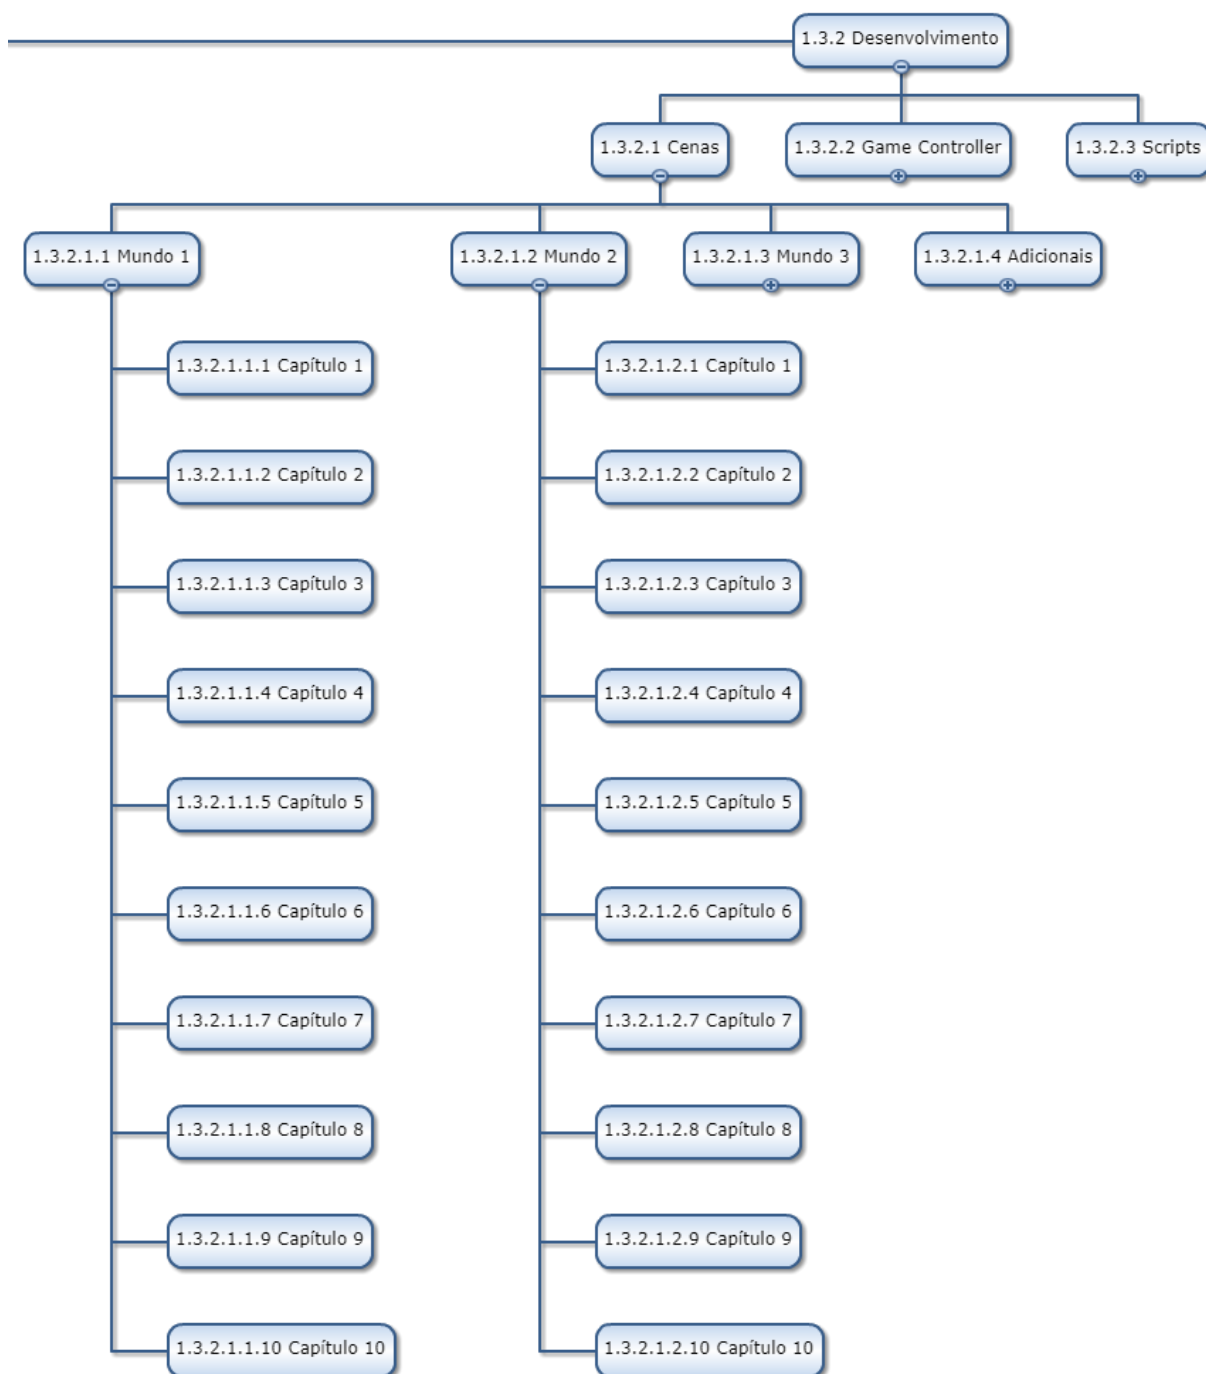 1.3.2 Desenvolvimento
1.3.2.1 Cenas
1.3.2.2 Game Controller
1.3.2.3 Scripts
1.3.2.1.1 Mundo 1
1.3.2.1.2 Mundo 2
1.3.2.1.3 Mundo 3
1.3.2.1.4 Adicionais
1.3.2.1.1.1 Capítulo 1
1.3.2.1.1.2 Capítulo 2
1.3.2.1.1.3 Capítulo 3
1.3.2.1.1.4 Capítulo 4
1.3.2.1.1.5 Capítulo 5
1.3.2.1.1.6 Capítulo 6
1.3.2.1.1.7 Capítulo 7
1.3.2.1.1.8 Capítulo 8
1.3.2.1.1.9 Capítulo 9
1.3.2.1.1.10 Capítulo 10
1.3.2.1.2.1 Capítulo 1
1.3.2.1.2.2 Capítulo 2
1.3.2.1.2.3 Capítulo 3
1.3.2.1.2.4 Capítulo 4
1.3.2.1.2.5 Capítulo 5
1.3.2.1.2.6 Capítulo 6
1.3.2.1.2.7 Capítulo 7
1.3.2.1.2.8 Capítulo 8
1.3.2.1.2.9 Capítulo 9
1.3.2.1.2.10 Capítulo 10